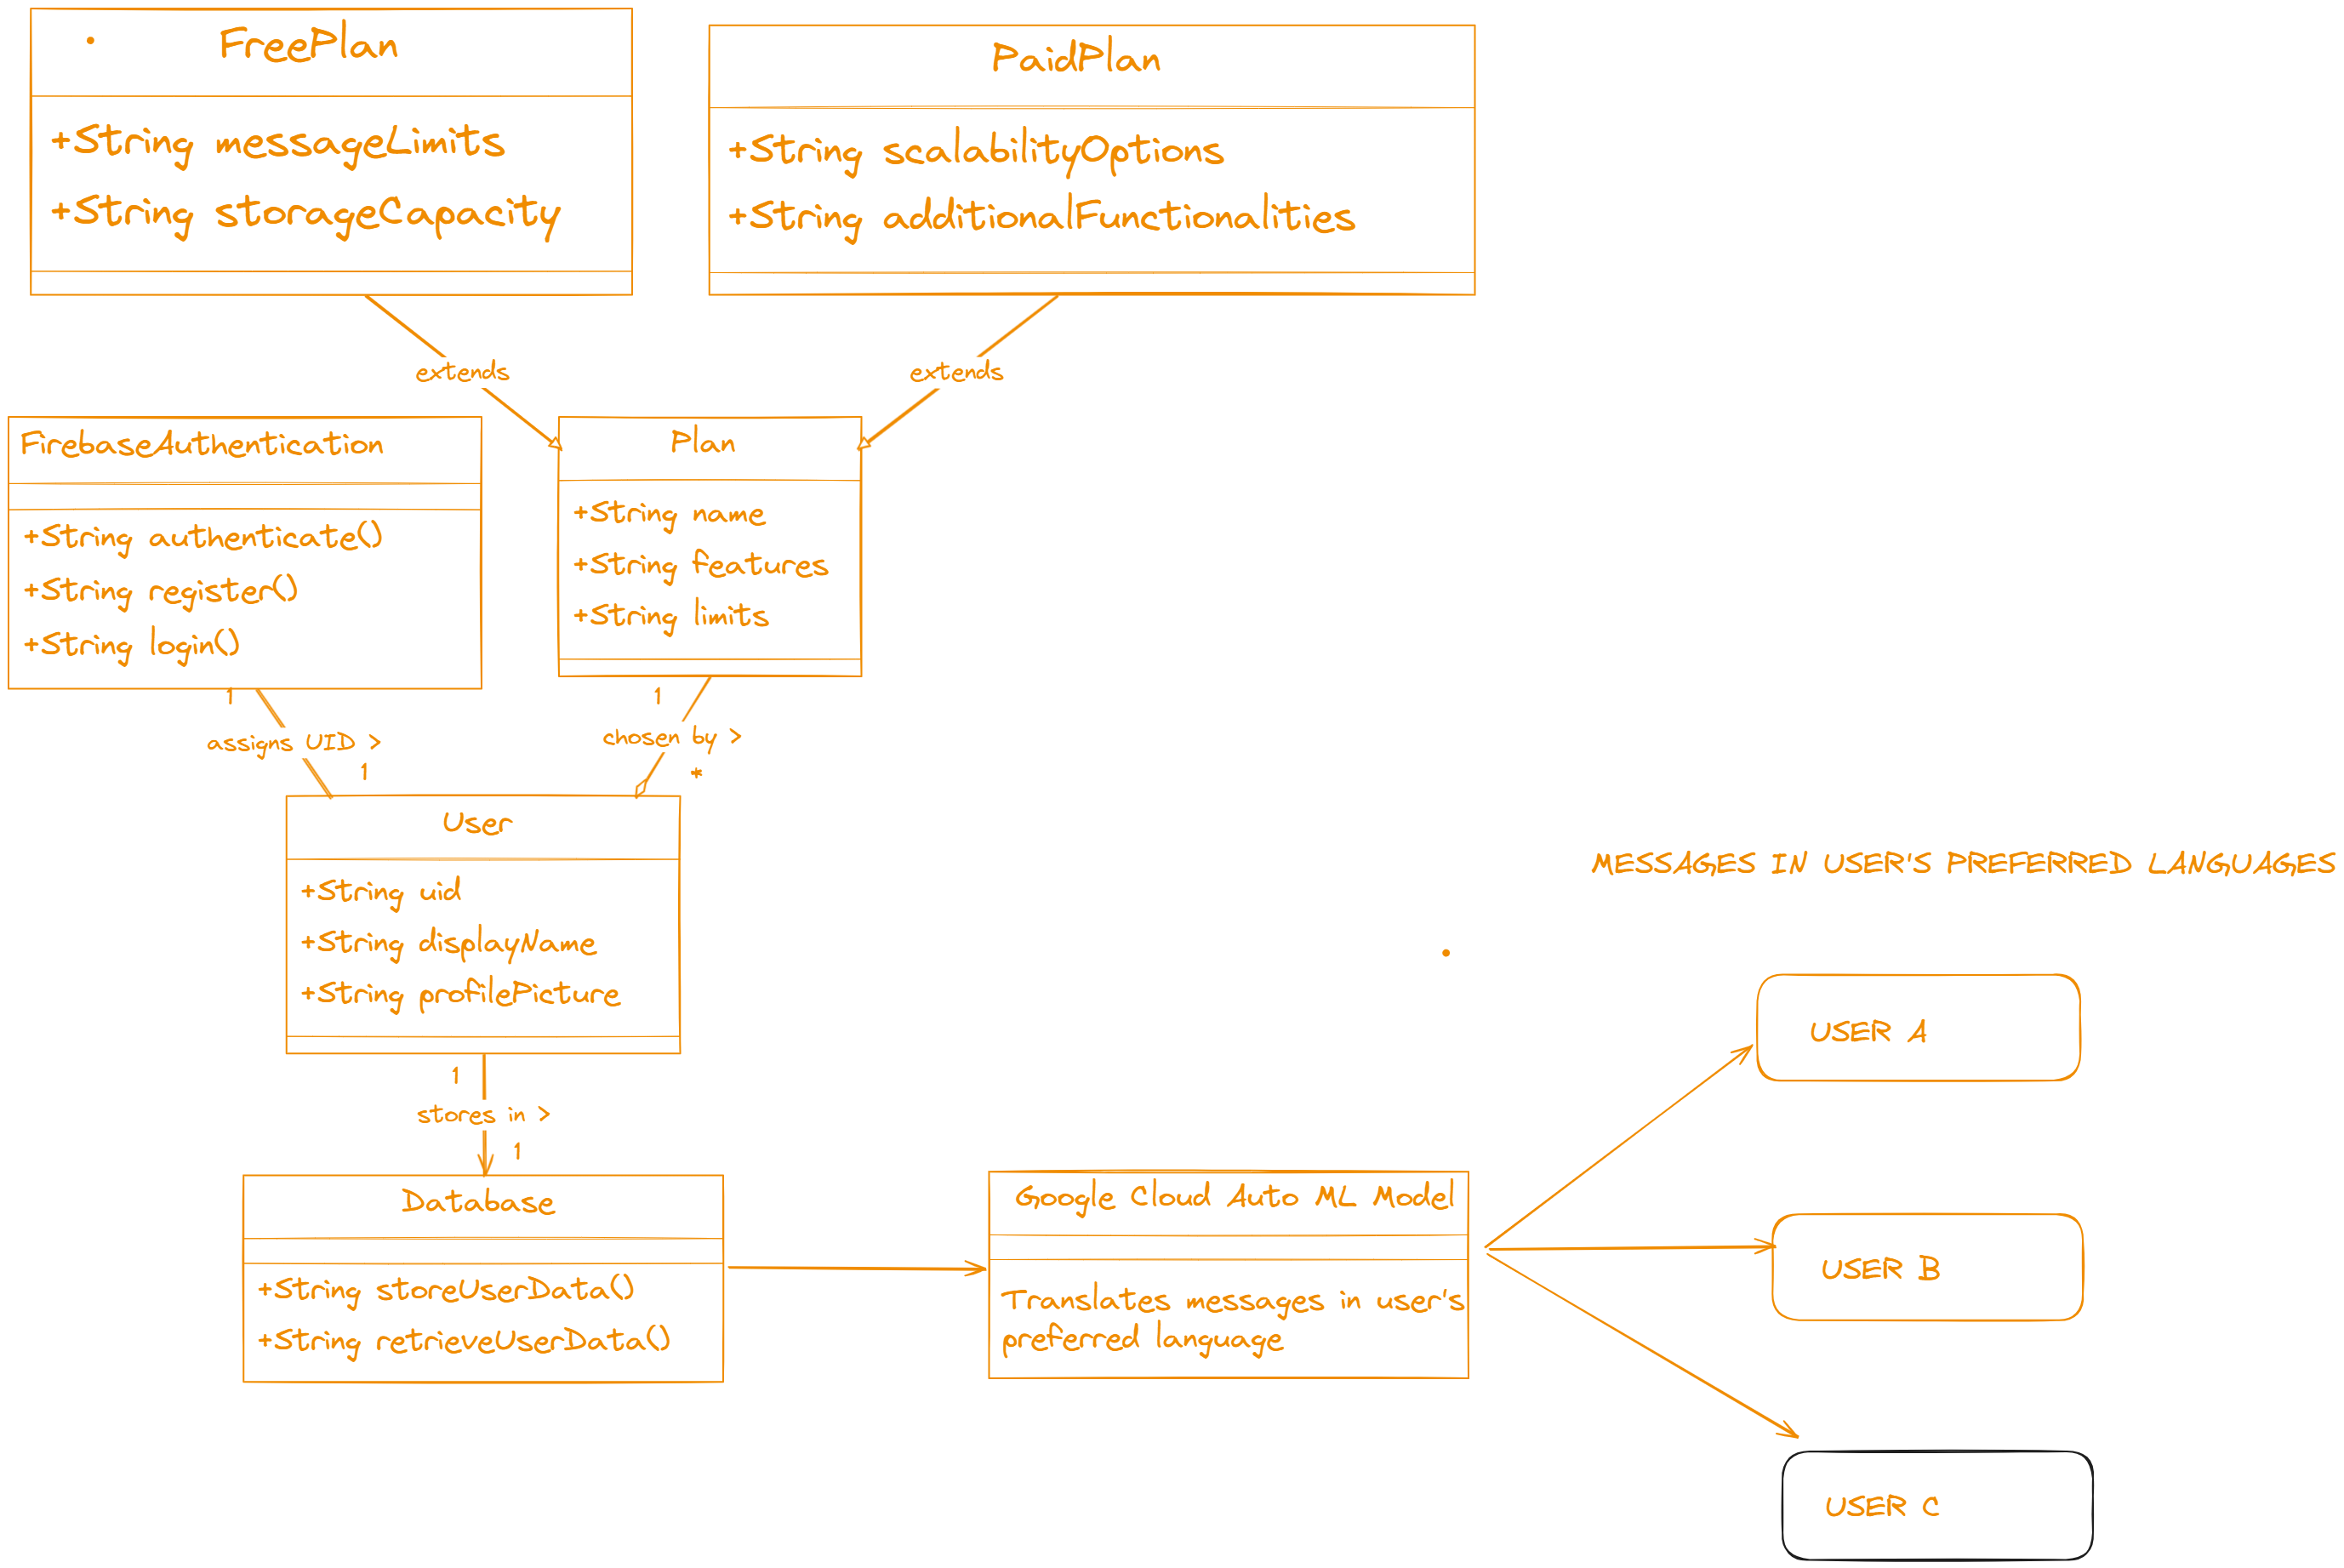 FreePlan
+String messageLimits
+String storageCapacity
PaidPlan
+String scallabilityOptions
+String additionalFunctionalities
extends
extends
FirebaseAuthentication
+String authenticate()
+String register()
+String login()
Plan
+String name
+String features
+String limits
1
assigns UID >
1
1
chosen by >
*
User
+String uid
+String displayName
+String profilePicture
1
stores in >
1
Database
+String storeUserData()
+String retrieveUserData()
Google Cloud Auto ML Model
Translates messages in user's
preferred language
MESSAGES IN USER'S PREFERRED LANGUAGES
USER A
USER B
USER C